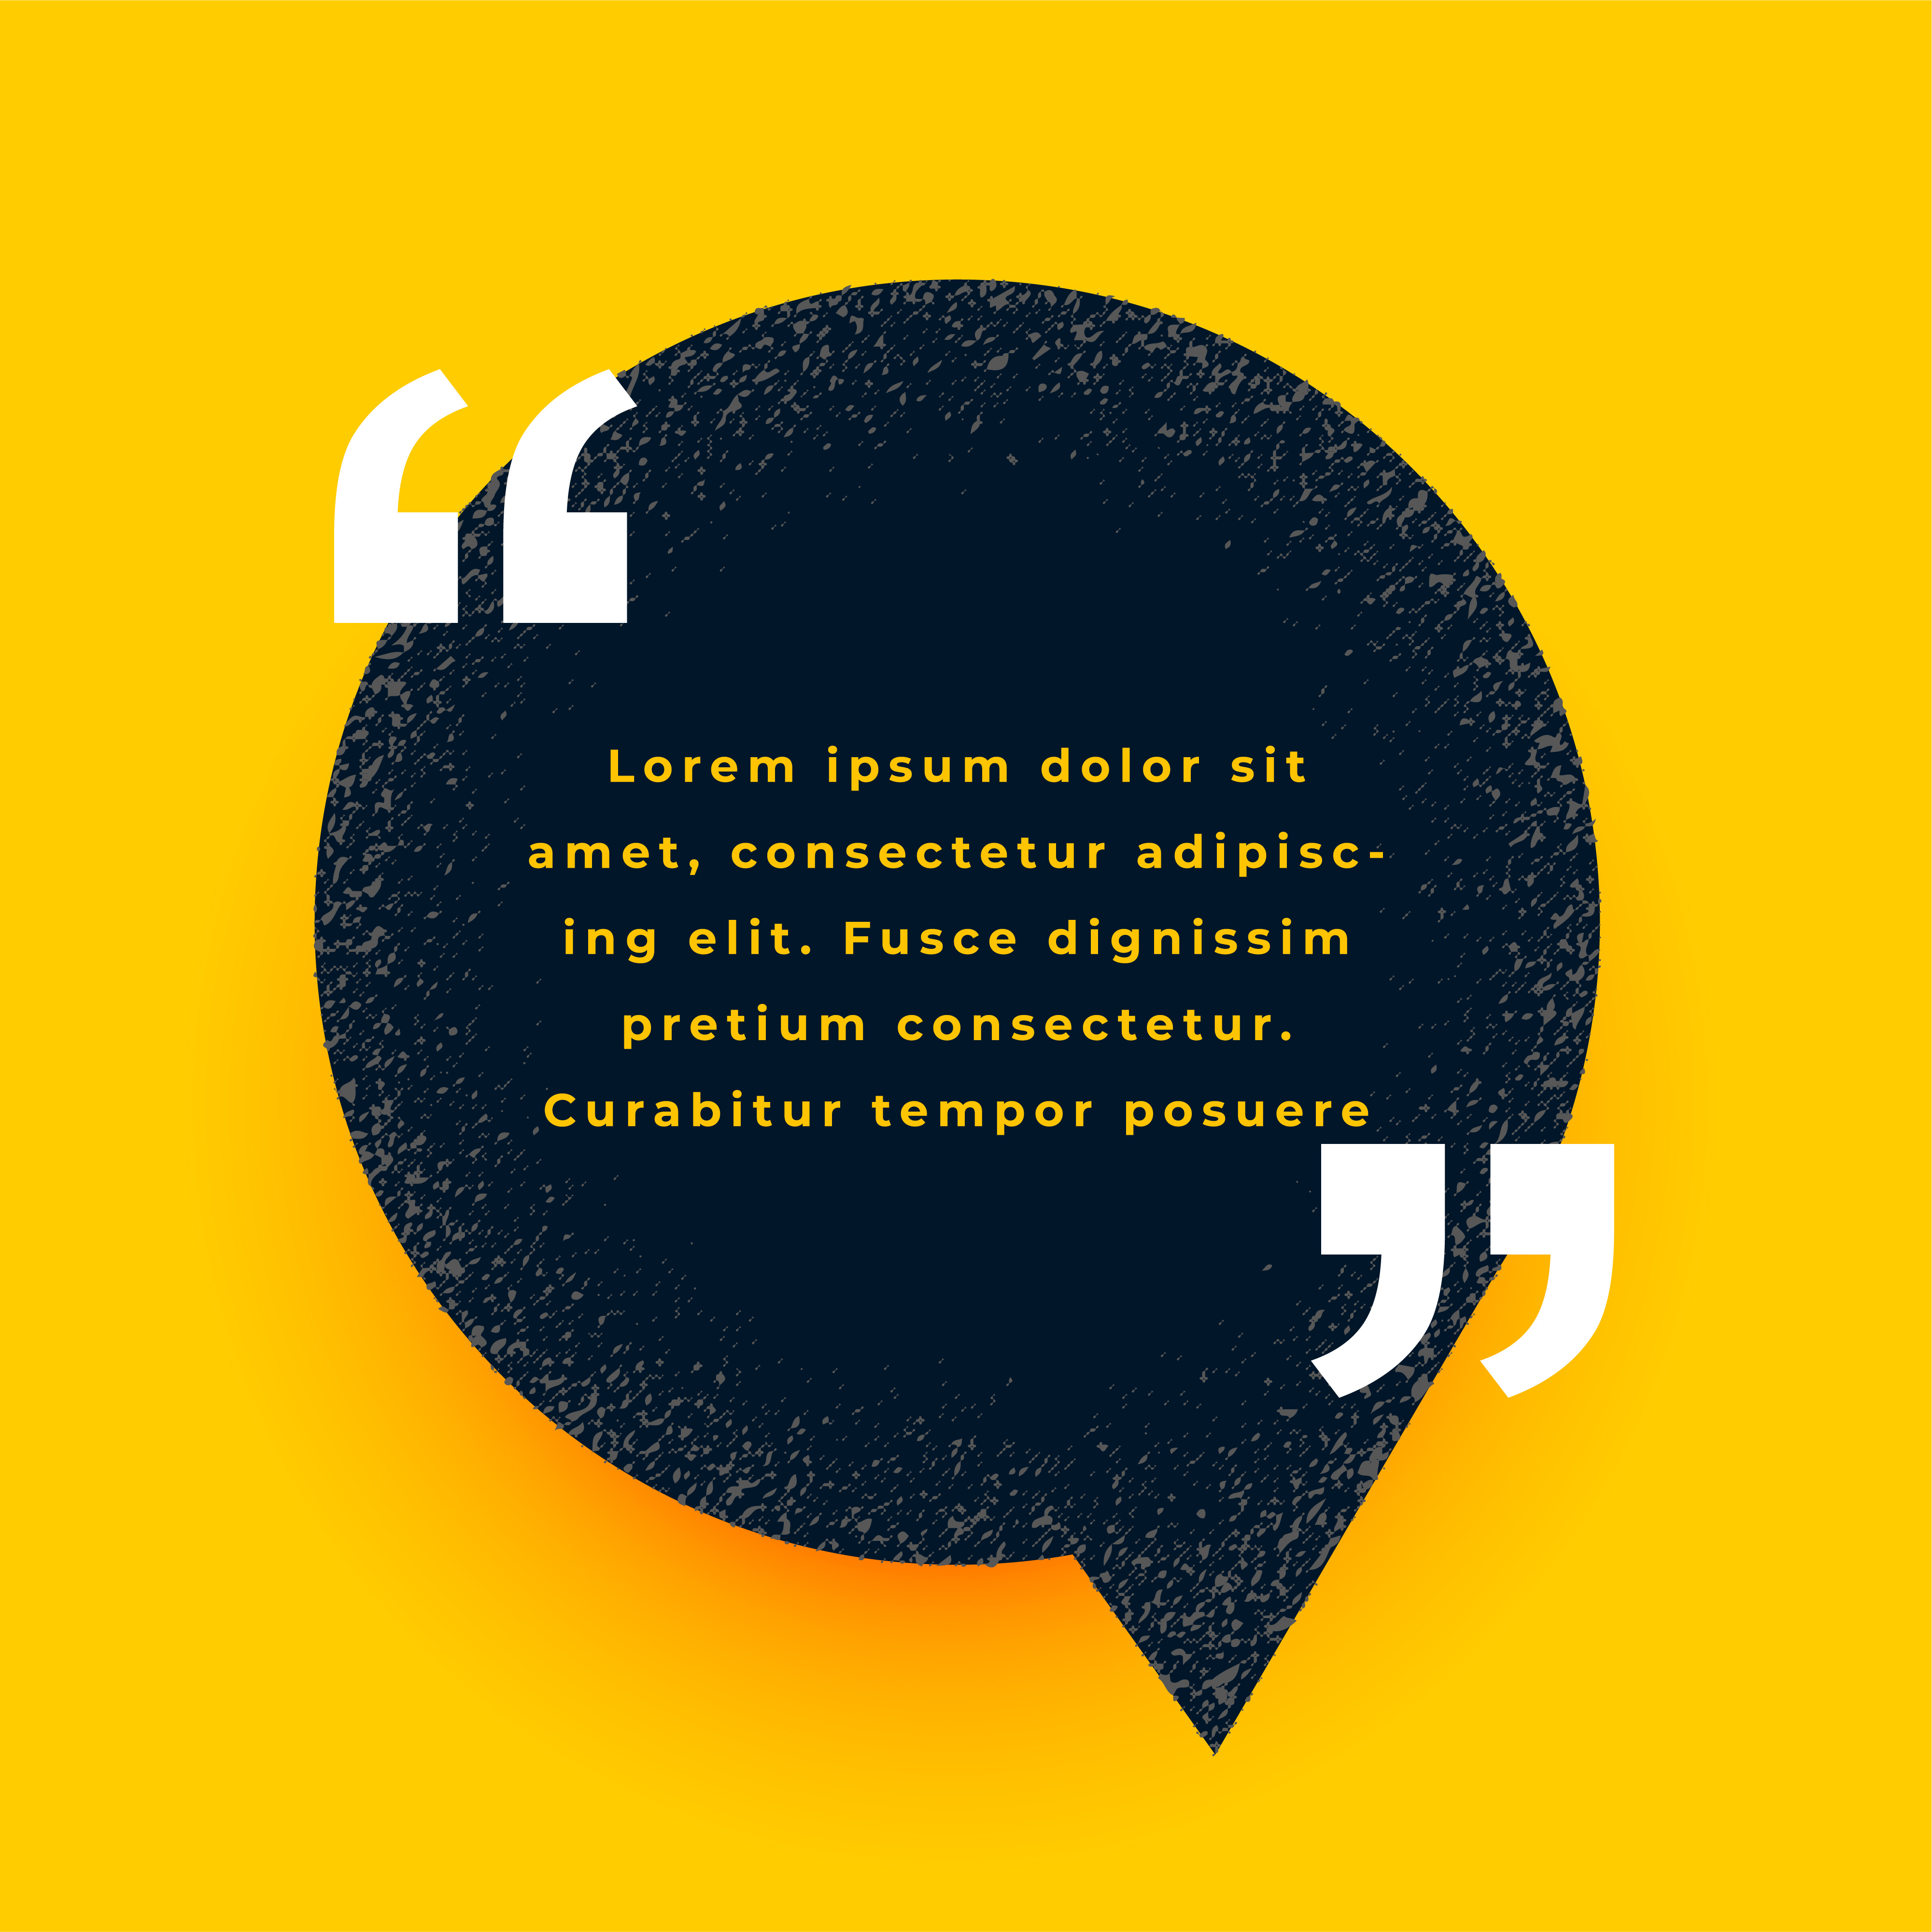 “
Lorem ipsum dolor sit
amet, consectetur adipisc-
ing elit. Fusce dignissim
pretium consectetur.
Curabitur tempor posuere
”